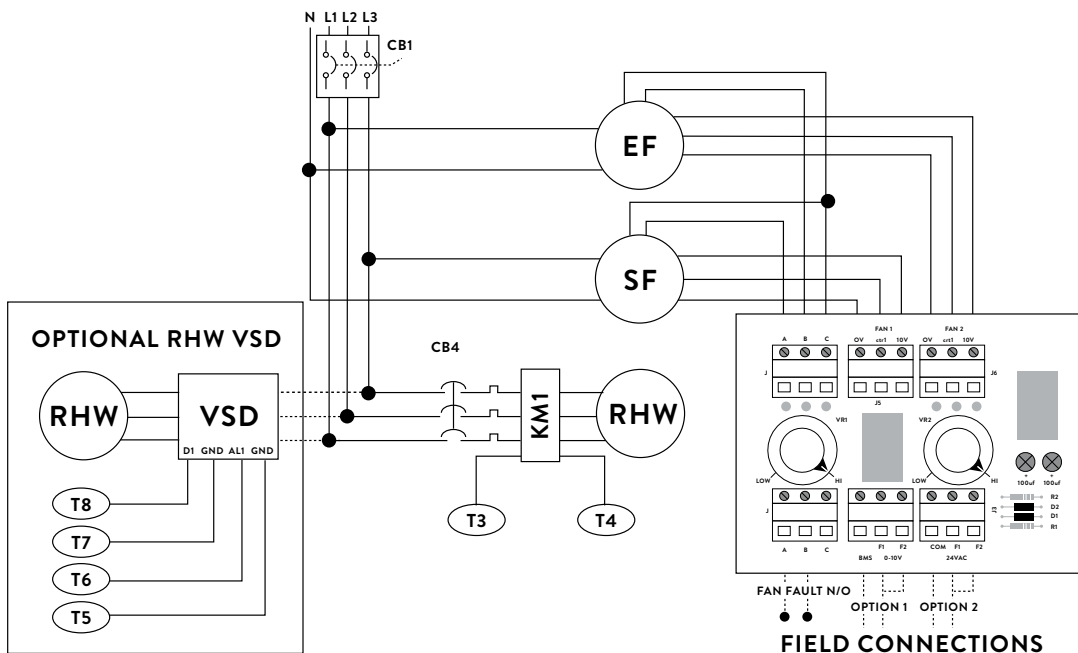 N L1 L2 L3
CB1
EF
SF
OPTIONAL RHW VSD
RHW
VSD
D1 GND AL1 GND
T8
T7
T6
T5
CB4
KM1
RHW
T3
T4
FAN 1
FAN 2
A B C
OV ctr1 10V
OV crt1 10V
J
J5
J6
VR1
VR2
LOW
HI
LOW
HI
+
100uf
+
100uf
R2
D2
D1
R1
J
J3
A B C
F1 F2
COM F1 F2
BMS 0-10V
24VAC
FAN FAULT N/O
OPTION 1
OPTION 2
FIELD CONNECTIONS